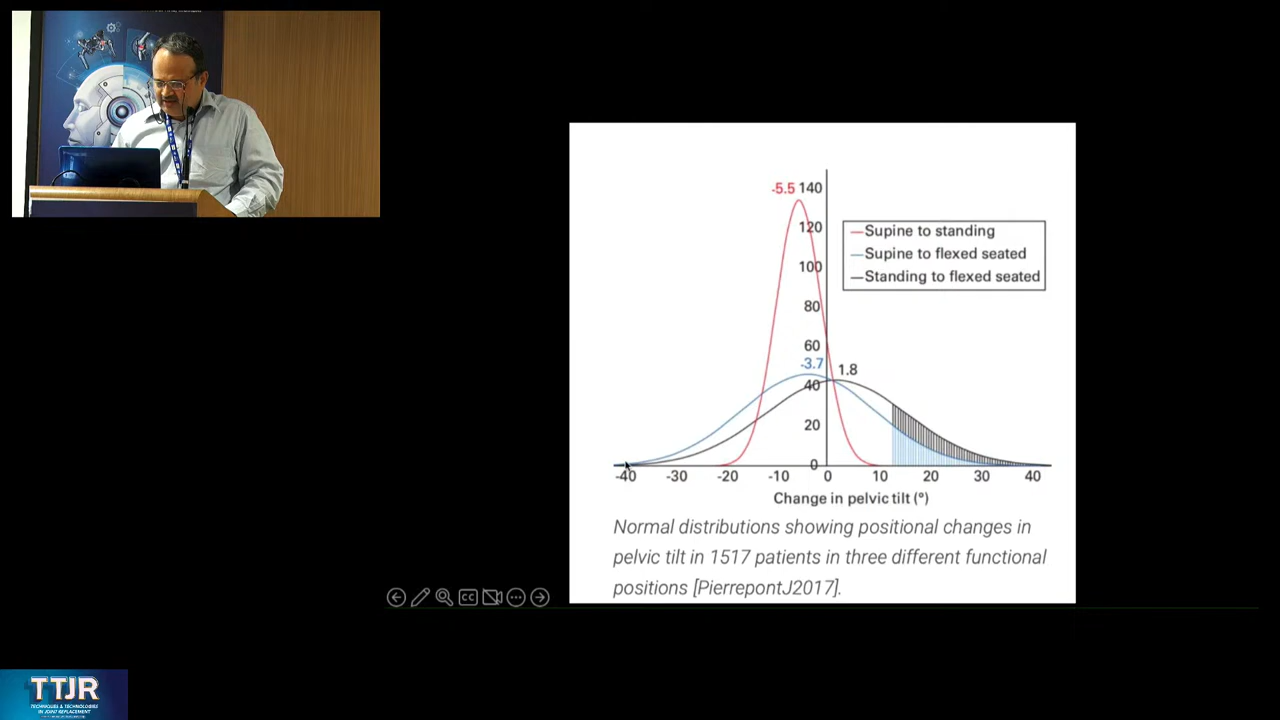 -5.5 140
120
100
80
60
-3.7
1.8
40
20
0
-40 -30 -20 -10 0 10 20 30 40
Change in pelvic tilt (°)
Supine to standing
Supine to flexed seated
Standing to flexed seated
Normal distributions showing positional changes in
pelvic tilt in 1517 patients in three different functional
positions [PierrepontJ2017].
CC
TTJR
TECHNIQUES & TECHNOLOGIES
IN JOINT REPLACEMENT